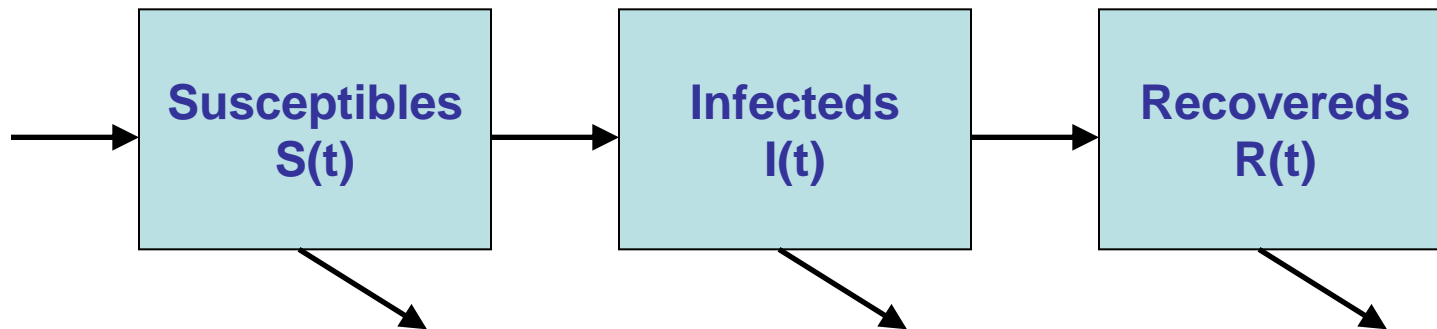 Susceptibles
S(t)
Infecteds
I(t)
Recovereds
R(t)